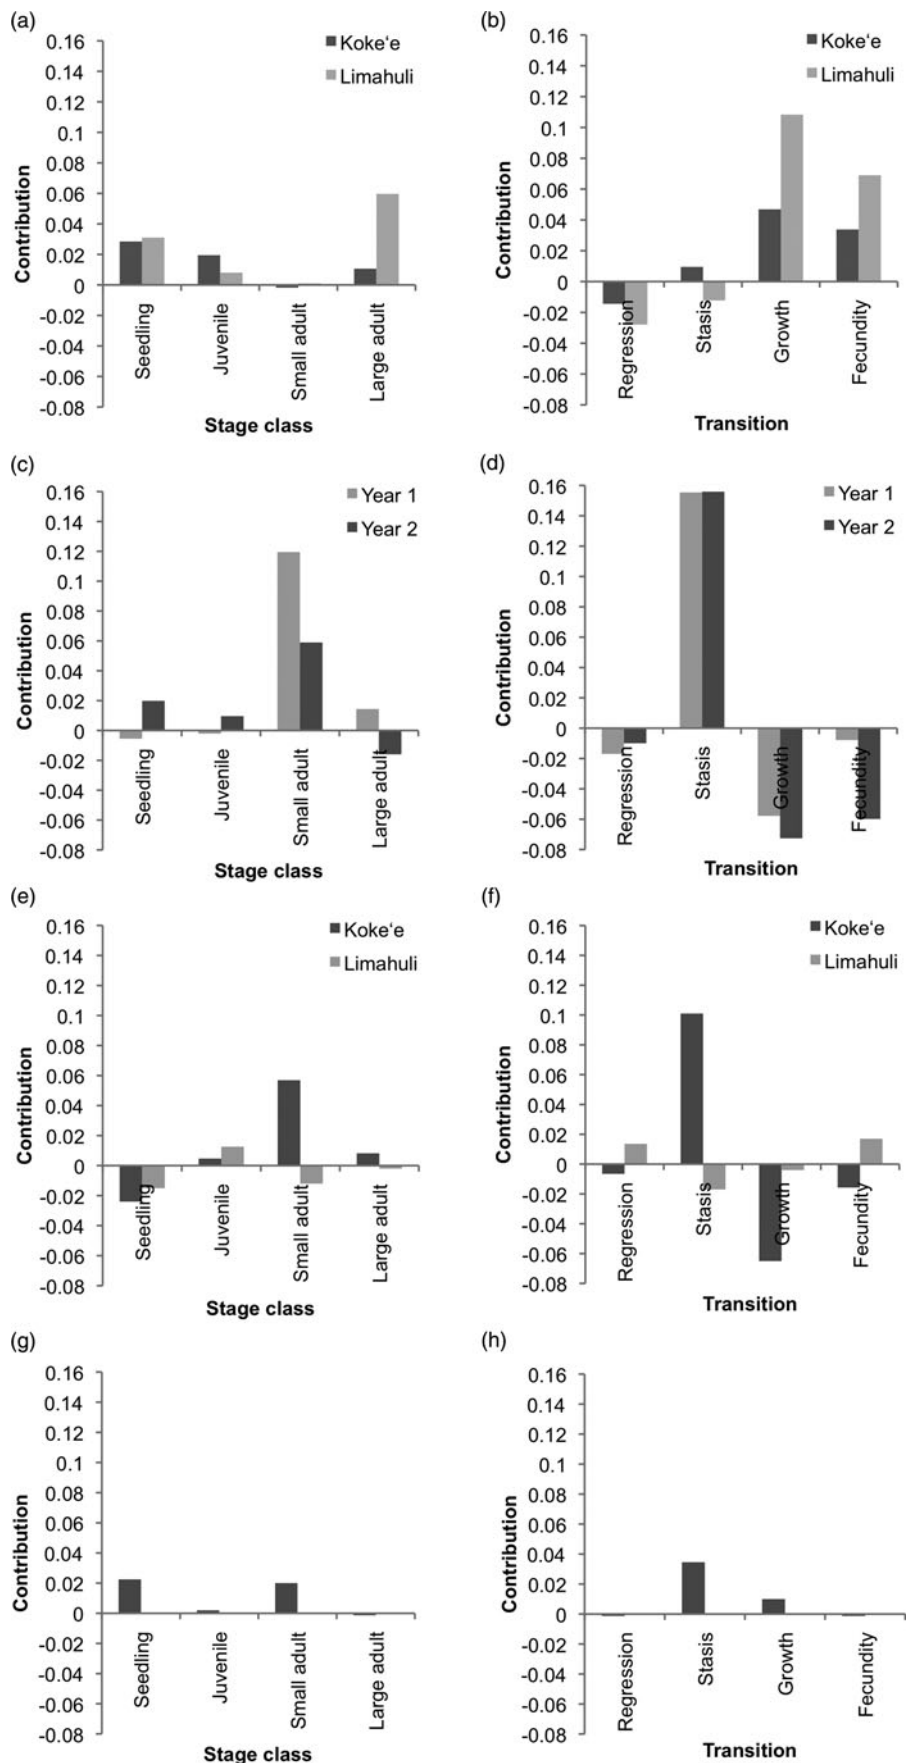 (a)
0.16
0.14
0.12
0.1
0.08
0.06
0.04
0.02
0
-0.02
-0.04
-0.06
-0.08
Contribution
Koke‘e
Limahuli
Seedling
Juvenile
Small adult
Large adult
Stage class
(b)
0.16
0.14
0.12
0.1
0.08
0.06
0.04
0.02
0
-0.02
-0.04
-0.06
-0.08
Contribution
Koke‘e
Limahuli
Regression
Stasis
Growth
Fecundity
Transition
(c)
0.16
0.14
0.12
0.1
0.08
0.06
0.04
0.02
0
-0.02
-0.04
-0.06
-0.08
Contribution
Year 1
Year 2
Seedling
Juvenile
Small adult
Large adult
Stage class
(d)
0.16
0.14
0.12
0.1
0.08
0.06
0.04
0.02
0
-0.02
-0.04
-0.06
-0.08
Contribution
Year 1
Year 2
Regression
Stasis
Growth
Fecundity
Transition
(e)
0.16
0.14
0.12
0.1
0.08
0.06
0.04
0.02
0
-0.02
-0.04
-0.06
-0.08
Contribution
Koke‘e
Limahuli
Seedling
Juvenile
Small adult
Large adult
Stage class
(f)
0.16
0.14
0.12
0.1
0.08
0.06
0.04
0.02
0
-0.02
-0.04
-0.06
-0.08
Contribution
Koke‘e
Limahuli
Regression
Stasis
Growth
Fecundity
Transition
(g)
0.16
0.14
0.12
0.1
0.08
0.06
0.04
0.02
0
-0.02
-0.04
-0.06
-0.08
Contribution
Seedling
Juvenile
Small adult
Large adult
Stage class
(h)
0.16
0.14
0.12
0.1
0.08
0.06
0.04
0.02
0
-0.02
-0.04
-0.06
-0.08
Contribution
Regression
Stasis
Growth
Fecundity
Transition